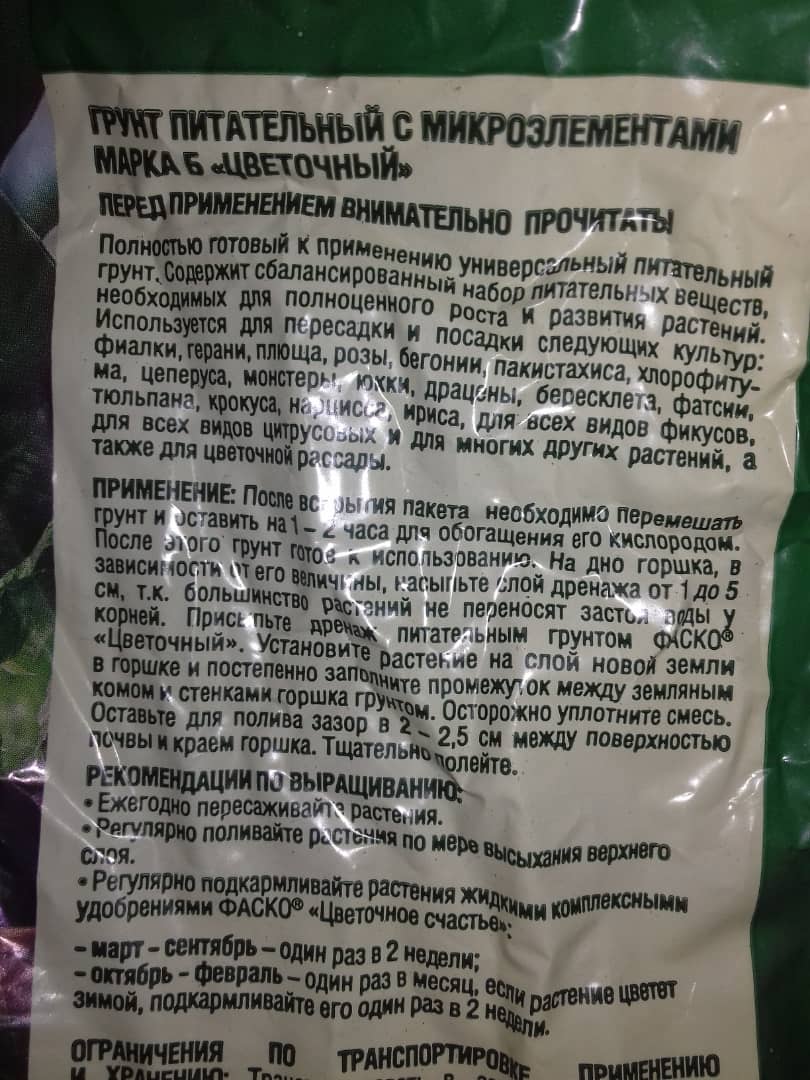 ГРУНТ ПИТАТЕЛЬНЫЙ С МИКРОЭЛЕМЕНТАМИ
МАРКА Б «ЦВЕТОЧНЫЙ»
ПЕРЕД ПРИМЕНЕНИЕМ ВНИМАТЕЛЬНО ПРОЧИТАТЬ!
Полностью готовый к применению универсальный питательный
грунт. Содержит сбалансированный набор питательных веществ,
необходимых для полноценного роста и развития растений.
Используется для пересадки и посадки следующих культур:
фиалки, герани, плюща, розы, бегонии, пакистахиса, хлорофиту-
ма, цеперуса, монстеры, юкки, драцены, бересклета, фатсии,
тюльпана, крокуса, нарцисса, ириса, для всех видов фикусов,
для всех видов цитрусовых и для многих других растений, а
также для цветочной рассады.
ПРИМЕНЕНИЕ: После вскрытия пакета необходимо перемешать
грунт и оставить на 1 – 2 часа для обогащения его кислородом.
После этого грунт готов к использованию. На дно горшка, в
зависимости от его величины, насыпьте слой дренажа от 1 до 5
см, т.к. большинство растений не переносят застоя воды у
корней. Присыпьте дренаж питательным грунтом ФАСКО®
«Цветочный». Установите растение на слой новой земли
в горшке и постепенно заполните промежуток между земляным
комом и стенками горшка грунтом. Осторожно уплотните смесь.
Оставьте для полива зазор в 2 – 2,5 см между поверхностью
почвы и краем горшка. Тщательно полейте.
РЕКОМЕНДАЦИИ ПО ВЫРАЩИВАНИЮ:
• Ежегодно пересаживайте растения.
• Регулярно поливайте растения по мере высыхания верхнего
слоя.
• Регулярно подкармливайте растения жидкими комплексными
удобрениями ФАСКО® «Цветочное счастье»:
– март – сентябрь – один раз в 2 недели;
– октябрь – февраль – один раз в месяц, если растение цветет
зимой, подкармливайте его один раз в 2 недели.
ОГРАНИЧЕНИЯ ПО ТРАНСПОРТИРОВКЕ ПРИМЕНЕНИЮ
И ХРАНЕНИЮ: